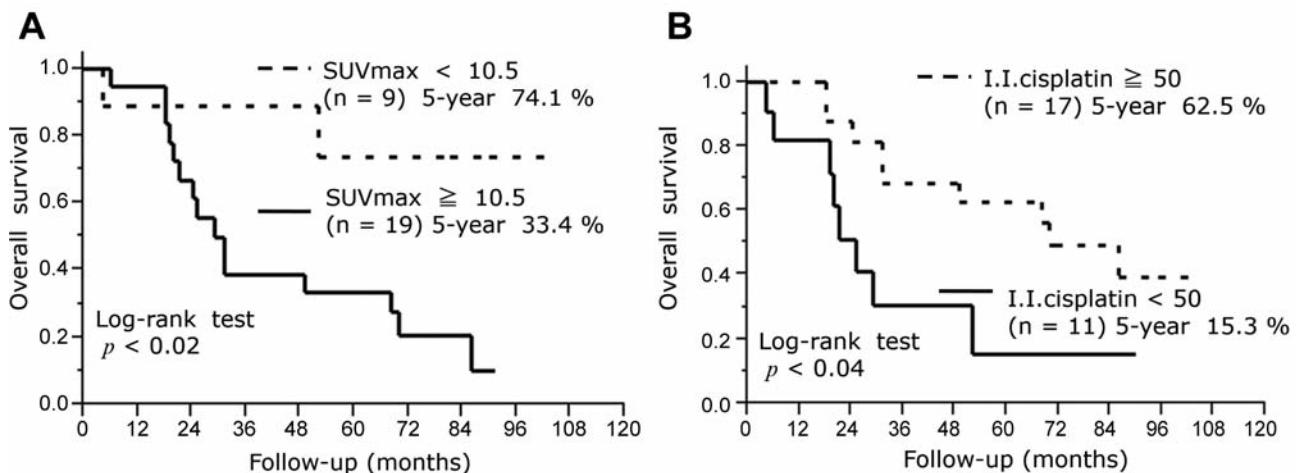 A
SUVmax < 10.5
(n = 9) 5-year 74.1 %
SUVmax ≧ 10.5
(n = 19) 5-year 33.4 %
Log-rank test
p < 0.02
Overall survival
1.0
0.8
0.6
0.4
0.2
0.0
0 12 24 36 48 60 72 84 96 108 120
Follow-up (months)
B
I.I.cisplatin ≧ 50
(n = 17) 5-year 62.5 %
I.I.cisplatin < 50
(n = 11) 5-year 15.3 %
Log-rank test
p < 0.04
Overall survival
1.0
0.8
0.6
0.4
0.2
0.0
0 12 24 36 48 60 72 84 96 108 120
Follow-up (months)